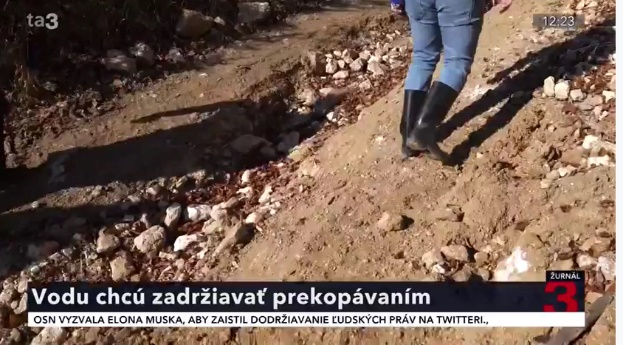 ta3
12:23
ŽURNÁL
3
Vodu chcú zadržiavať prekopávaním
OSN VYZVALA ELONA MUSKA, ABY ZAISTIL DODRŽIAVANIE ĽUDSKÝCH PRÁV NA TWITTERI.,